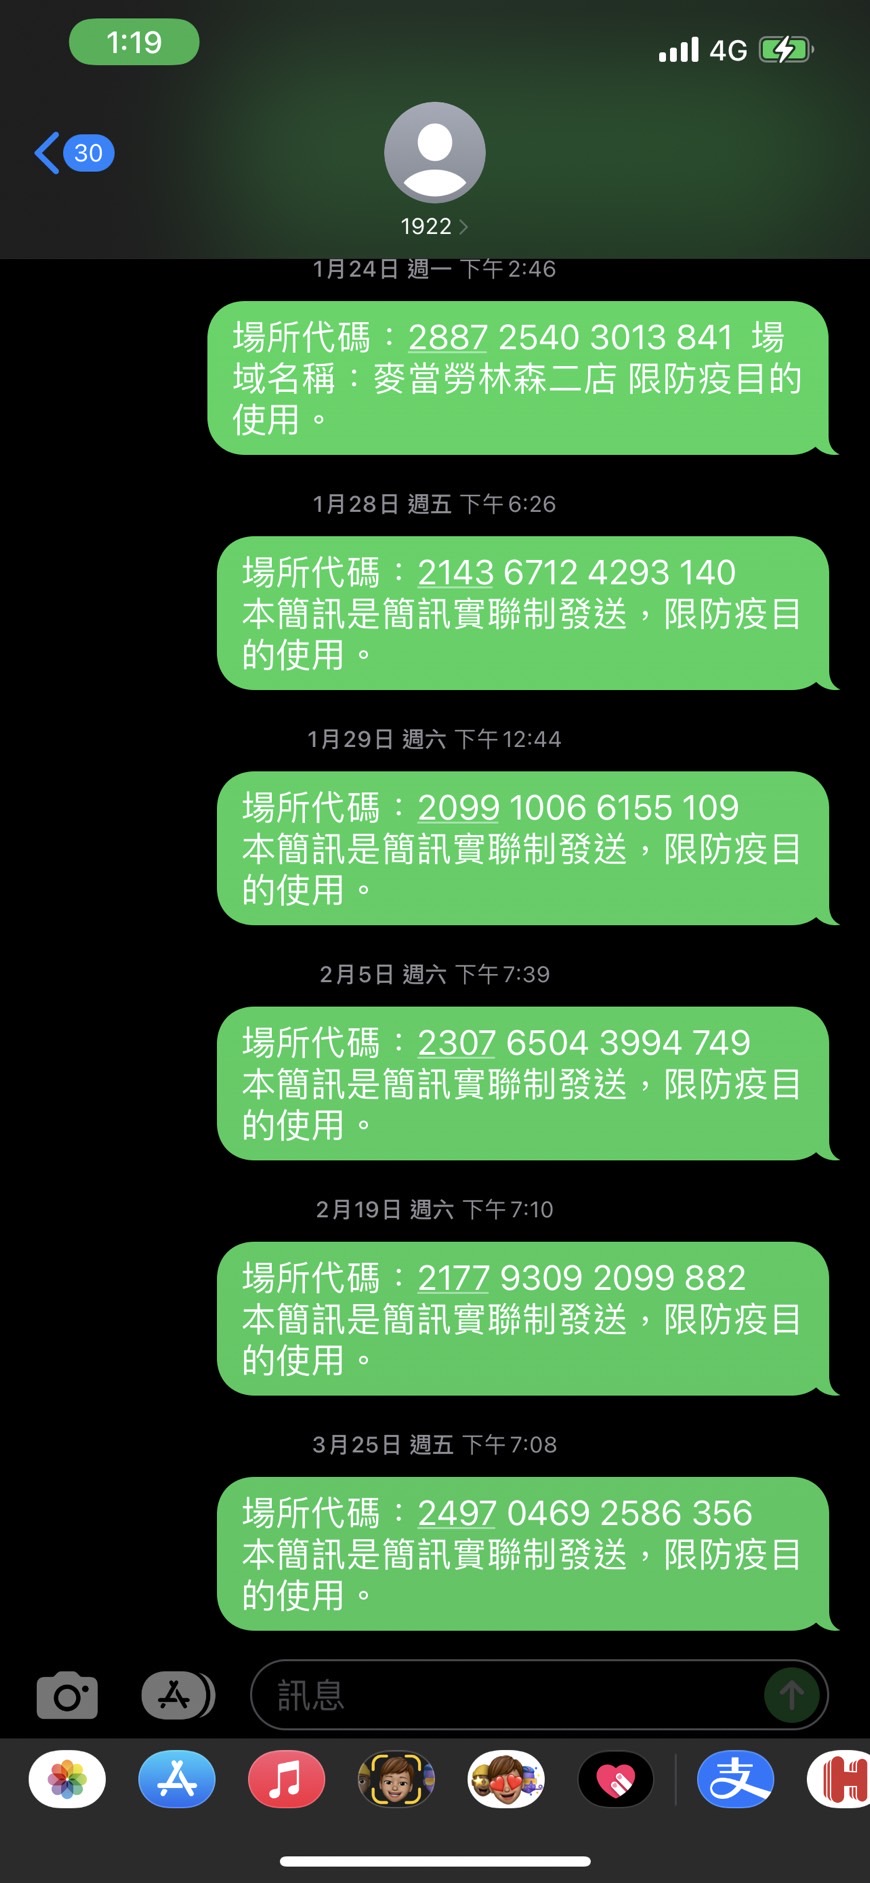 1:19
4G
30
1922
1月24日 週一 下午2:46
場所代碼：2887 2540 3013 841 場
域名稱：麥當勞林森二店 限防疫目的
使用。
1月28日 週五 下午6:26
場所代碼：2143 6712 4293 140
本簡訊是簡訊實聯制發送，限防疫目
的使用。
1月29日 週六 下午12:44
場所代碼：2099 1006 6155 109
本簡訊是簡訊實聯制發送，限防疫目
的使用。
2月5日 週六 下午7:39
場所代碼：2307 6504 3994 749
本簡訊是簡訊實聯制發送，限防疫目
的使用。
2月19日 週六 下午7:10
場所代碼：2177 9309 2099 882
本簡訊是簡訊實聯制發送，限防疫目
的使用。
3月25日 週五 下午7:08
場所代碼：2497 0469 2586 356
本簡訊是簡訊實聯制發送，限防疫目
的使用。
訊息
支
H